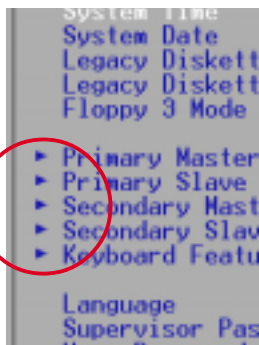 System Time
System Date
Legacy Diskett
Legacy Diskett
Floppy 3 Mode
Primary Master
Primary Slave
Secondary Mast
Secondary Slav
Keyboard Featu
Language
Supervisor Pas